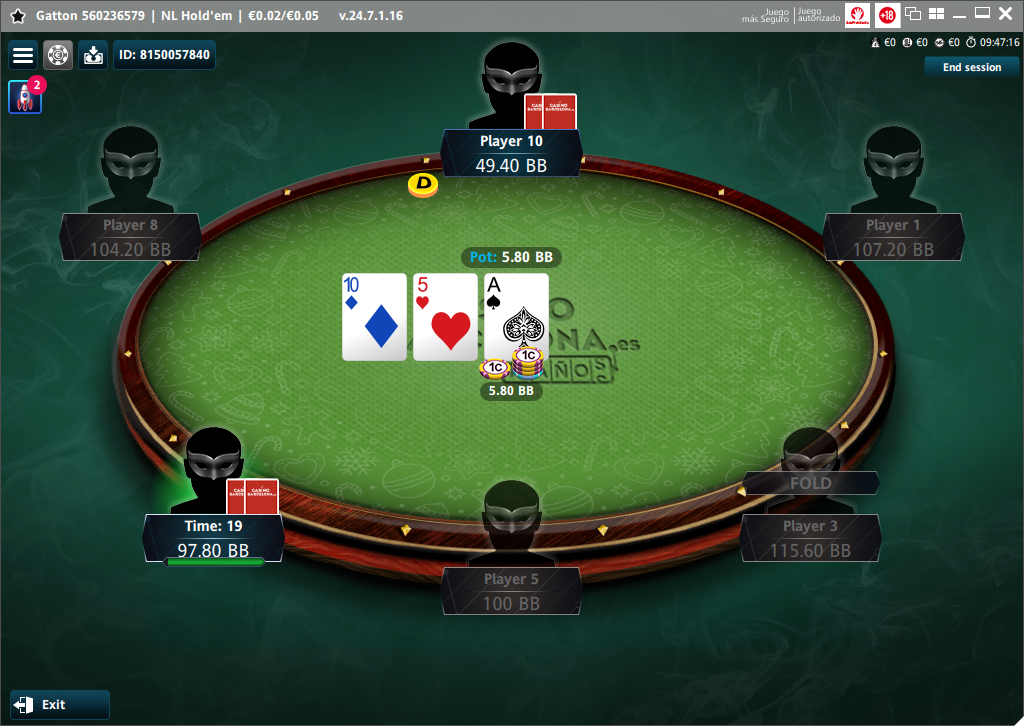 Gatton 560236579 | NL Hold'em | €0.02/€0.05 v.24.7.1.16
Juego más Seguro
Juego autorizado
+18
ID: 8150057840
€0 €0 €0 09:47:16
End session
2
Player 10
49.40 BB
D
Player 8
104.20 BB
Player 1
107.20 BB
Pot: 5.80 BB
10
5
A
.es
AÑOS
1C
1C
5.80 BB
FOLD
Time: 19
97.80 BB
Player 3
115.60 BB
Player 5
100 BB
Exit